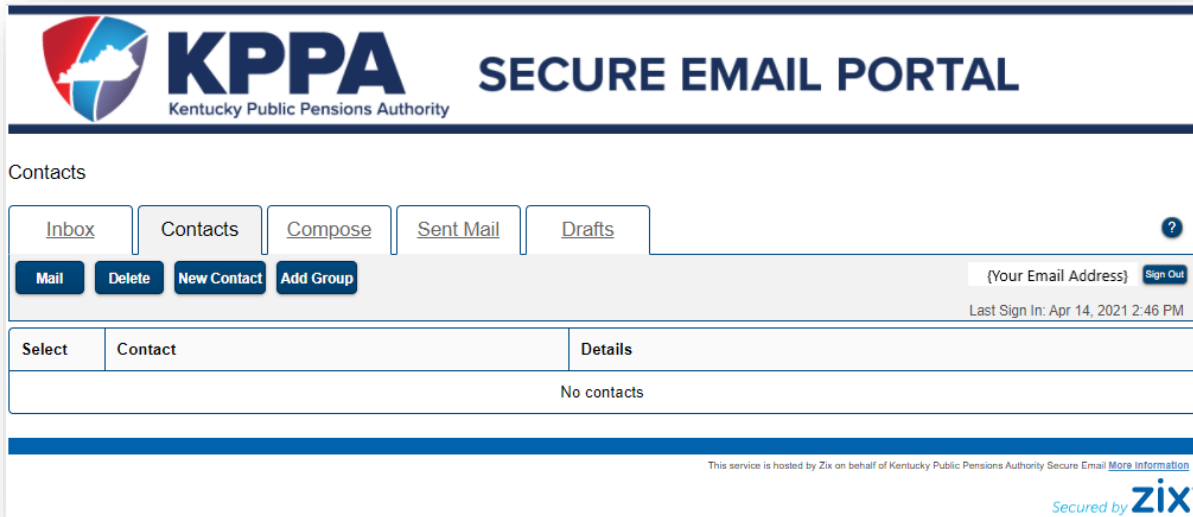 KPPA
Kentucky Public Pensions Authority
SECURE EMAIL PORTAL
Contacts
Inbox Contacts Compose Sent Mail Drafts ?
Mail Delete New Contact Add Group {Your Email Address} Sign Out
Last Sign In: Apr 14, 2021 2:46 PM
Select Contact Details
No contacts
This service is hosted by Zix on behalf of Kentucky Public Pensions Authority Secure Email More Information
Secured by zix